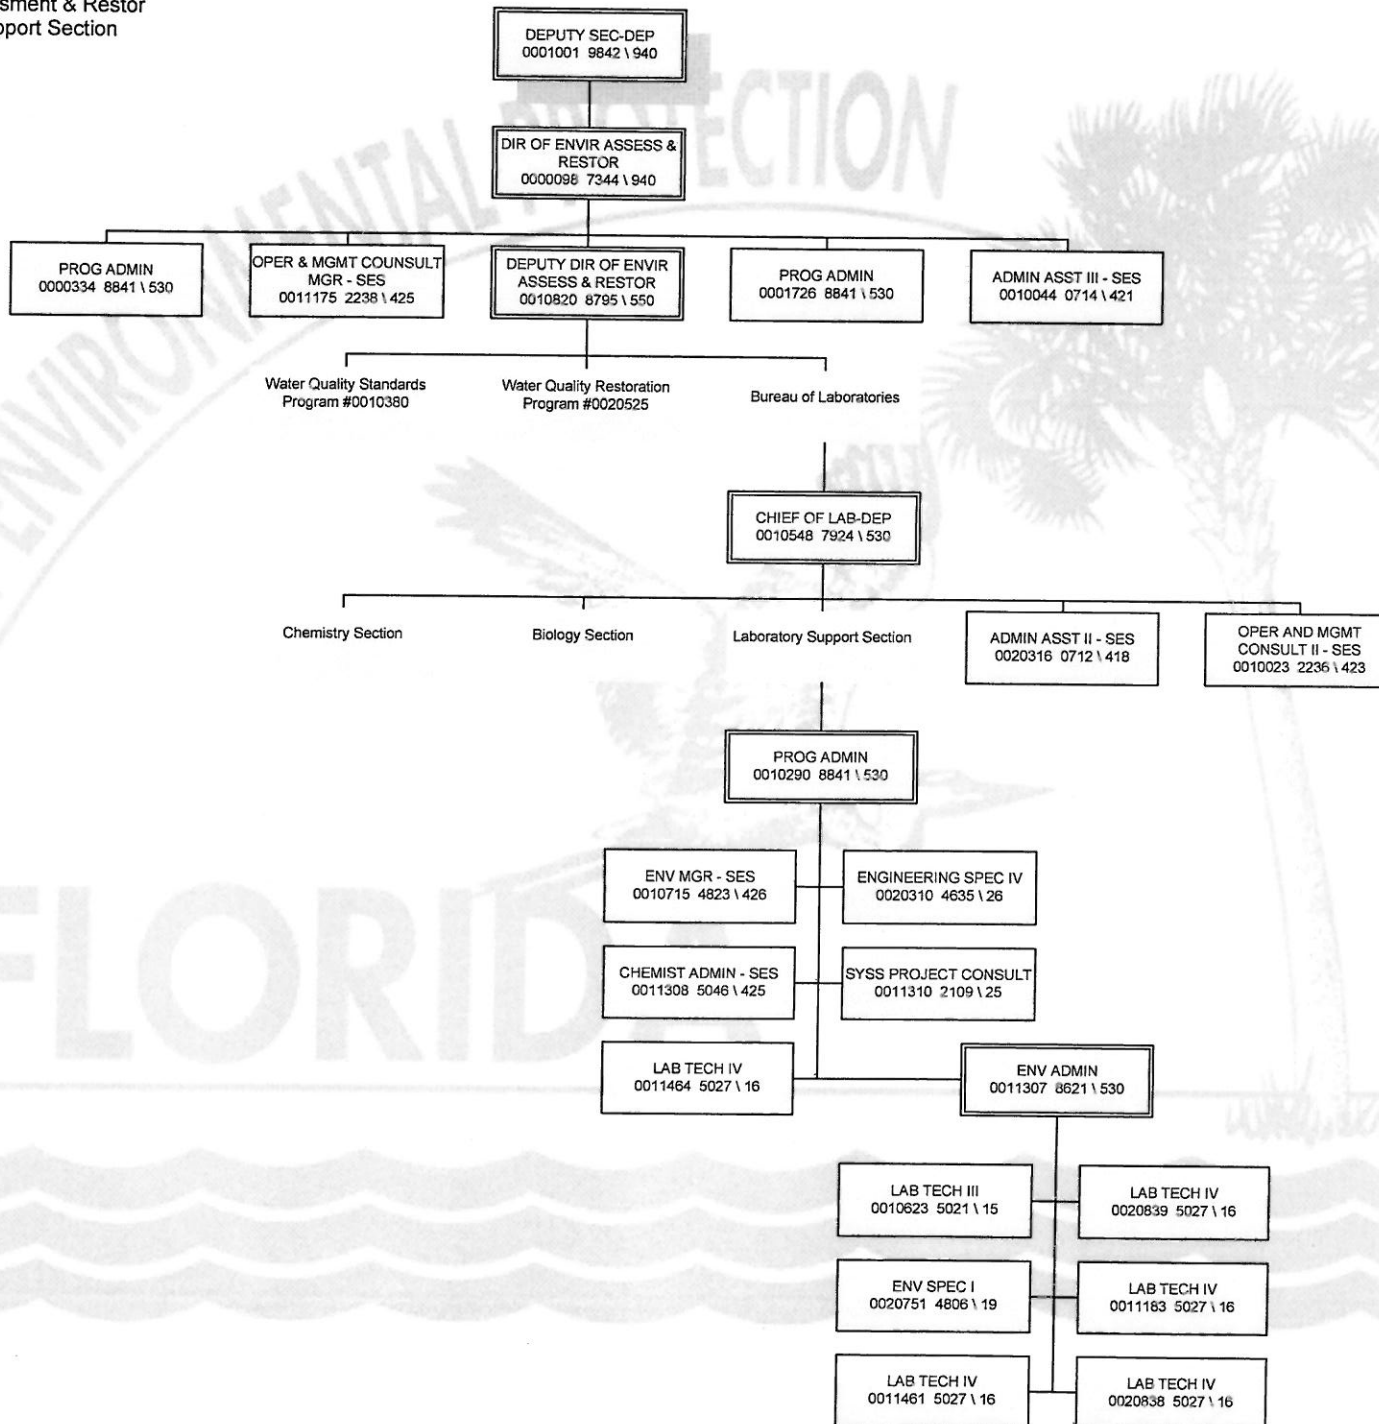 sment & Restor
port Section
DEPUTY SEC-DEP
0001001 9842 \ 940
DIR OF ENVIR ASSESS &
RESTOR
0000098 7344 \ 940
PROG ADMIN
0000334 8841 \ 530
OPER & MGMT COUNSULT
MGR - SES
0011175 2238 \ 425
DEPUTY DIR OF ENVIR
ASSESS & RESTOR
0010820 8795 \ 550
PROG ADMIN
0001726 8841 \ 530
ADMIN ASST III - SES
0010044 0714 \ 421
Water Quality Standards
Program #0010380
Water Quality Restoration
Program #0020525
Bureau of Laboratories
CHIEF OF LAB-DEP
0010548 7924 \ 530
Chemistry Section
Biology Section
Laboratory Support Section
ADMIN ASST II - SES
0020316 0712 \ 418
OPER AND MGMT
CONSULT II - SES
0010023 2236 \ 423
PROG ADMIN
0010290 8841 \ 530
ENV MGR - SES
0010715 4823 \ 426
ENGINEERING SPEC IV
0020310 4635 \ 26
CHEMIST ADMIN - SES
0011308 5046 \ 425
SYSS PROJECT CONSULT
0011310 2109 \ 25
LAB TECH IV
0011464 5027 \ 16
ENV ADMIN
0011307 8621 \ 530
LAB TECH III
0010623 5021 \ 15
LAB TECH IV
0020839 5027 \ 16
ENV SPEC I
0020751 4806 \ 19
LAB TECH IV
0011183 5027 \ 16
LAB TECH IV
0011461 5027 \ 16
LAB TECH IV
0020838 5027 \ 16
ENVIRONMENTAL PROTECTION
FLORIDA